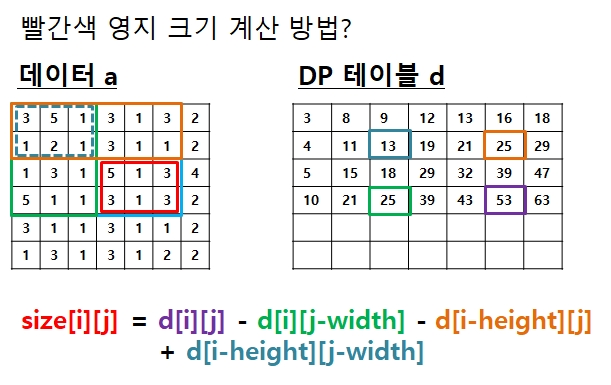 빨간색 영지 크기 계산 방법?
데이터 a
3 5 1 3 1 3 2
1 2 1 3 1 1 2
1 3 1 5 1 3 4
5 1 1 3 1 3 2
3 1 1 3 1 1 2
1 3 1 3 1 2 2
DP 테이블 d
3 8 9 12 13 16 18
4 11 13 19 21 25 29
5 15 18 29 32 39 47
10 21 25 39 43 53 63
size[i][j] = d[i][j] - d[i][j-width] - d[i-height][j]
+ d[i-height][j-width]